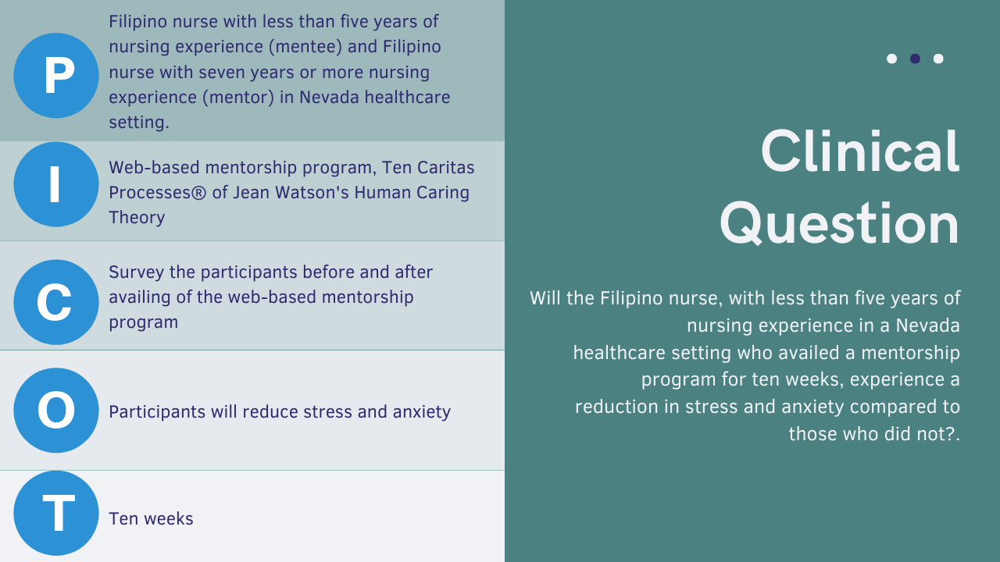 P
Filipino nurse with less than five years of
nursing experience (mentee) and Filipino
nurse with seven years or more nursing
experience (mentor) in Nevada healthcare
setting.
I
Web-based mentorship program, Ten Caritas
Processes® of Jean Watson's Human Caring
Theory
C
Survey the participants before and after
availing of the web-based mentorship
program
O
Participants will reduce stress and anxiety
T
Ten weeks
Clinical
Question
Will the Filipino nurse, with less than five years of
nursing experience in a Nevada
healthcare setting who availed a mentorship
program for ten weeks, experience a
reduction in stress and anxiety compared to
those who did not?.